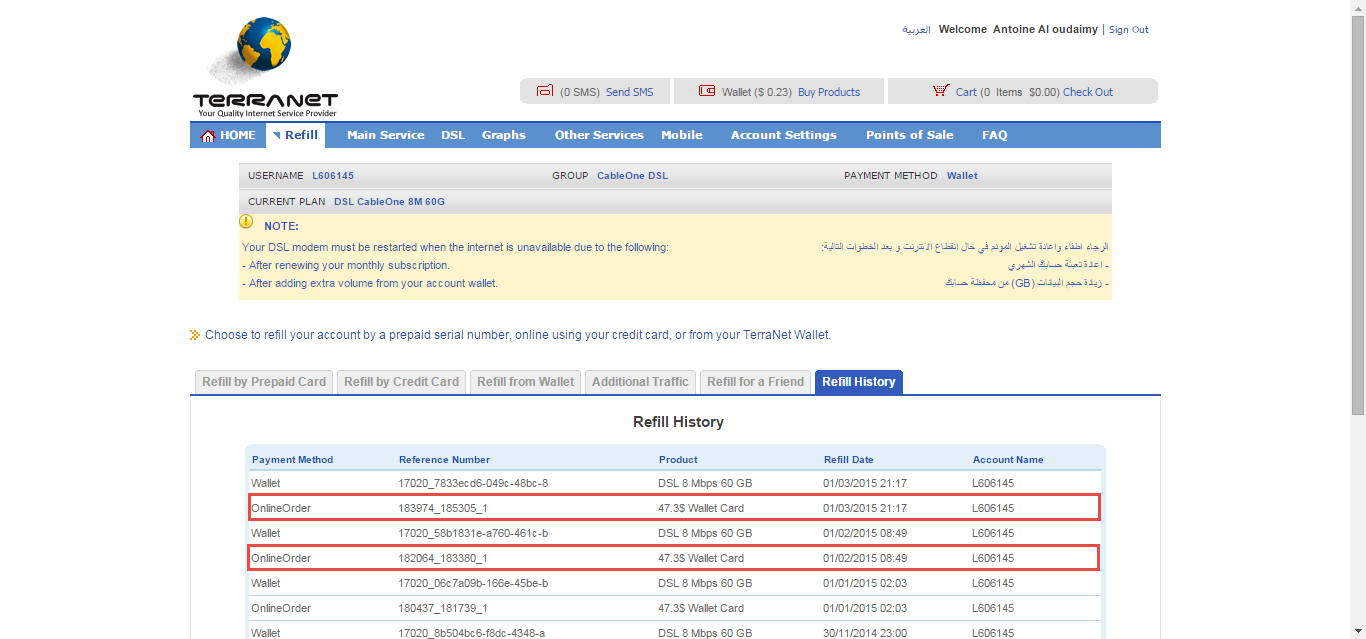 العربية Welcome Antoine Al oudaimy | Sign Out
TERRANET
Your Quality Internet Service Provider
(0 SMS) Send SMS
Wallet ($ 0.23) Buy Products
Cart (0 Items $0.00) Check Out
HOME Refill Main Service DSL Graphs Other Services Mobile Account Settings Points of Sale FAQ
USERNAME L606145 GROUP CableOne DSL PAYMENT METHOD Wallet
CURRENT PLAN DSL CableOne 8M 60G
NOTE:
Your DSL modem must be restarted when the internet is unavailable due to the following:
- After renewing your monthly subscription.
- After adding extra volume from your account wallet.
الرجاء اطفاء واعادة تشغيل المودم في حال انقطاع الانترنت و بعد الخطوات التالية:
- اعادة تعبئة حسابك الشهري
- زيادة حجم البيانات (GB) من محفظة حسابك
Choose to refill your account by a prepaid serial number, online using your credit card, or from your TerraNet Wallet.
Refill by Prepaid Card Refill by Credit Card Refill from Wallet Additional Traffic Refill for a Friend Refill History
Refill History
Payment Method Reference Number Product Refill Date Account Name
Wallet 17020_7833ecd6-049c-48bc-8 DSL 8 Mbps 60 GB 01/03/2015 21:17 L606145
OnlineOrder 183974_185305_1 47.3$ Wallet Card 01/03/2015 21:17 L606145
Wallet 17020_58b1831e-a760-461c-b DSL 8 Mbps 60 GB 01/02/2015 08:49 L606145
OnlineOrder 182064_183380_1 47.3$ Wallet Card 01/02/2015 08:49 L606145
Wallet 17020_06c7a09b-166e-45be-b DSL 8 Mbps 60 GB 01/01/2015 02:03 L606145
OnlineOrder 180437_181739_1 47.3$ Wallet Card 01/01/2015 02:03 L606145
Wallet 17020_8b504bc6-f8dc-4348-a DSL 8 Mbps 60 GB 30/11/2014 23:00 L606145